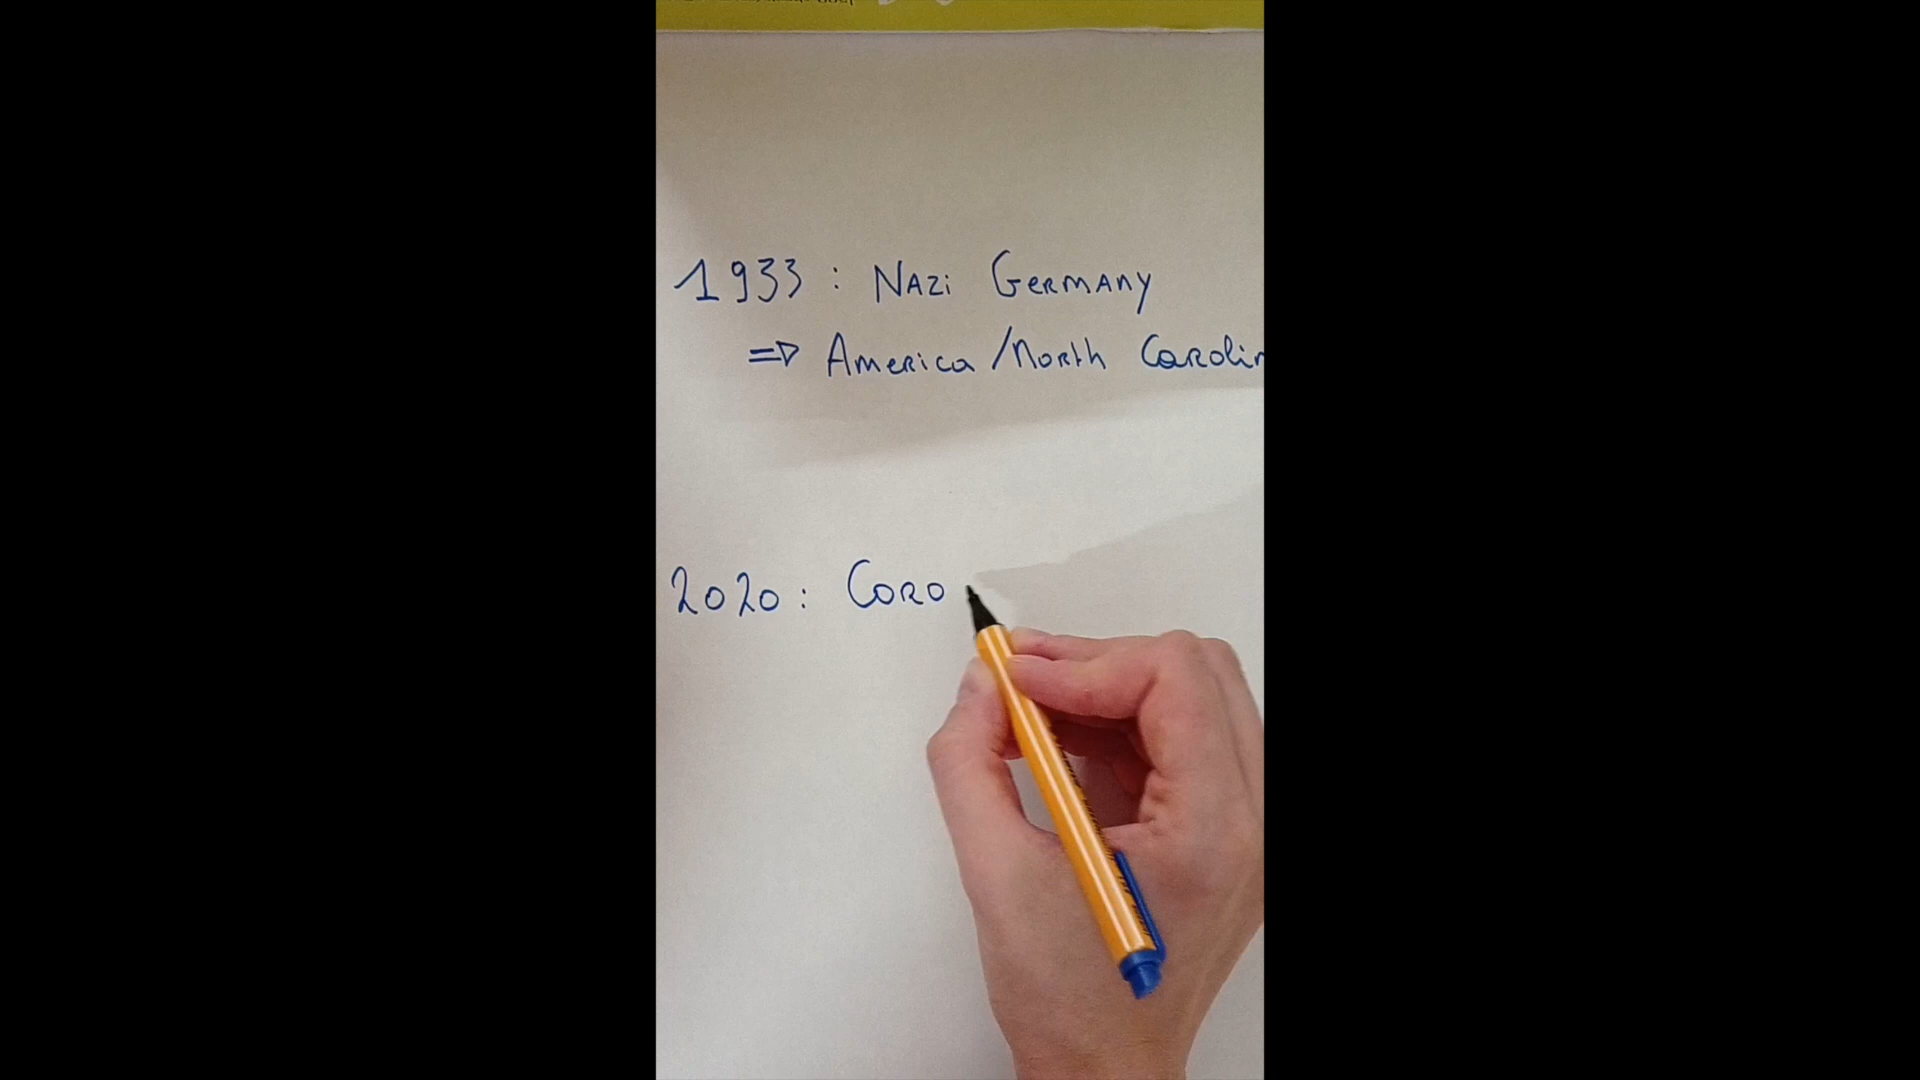 1933 : Nazi Germany
⇒ America/North Carolin
2020 : Coro